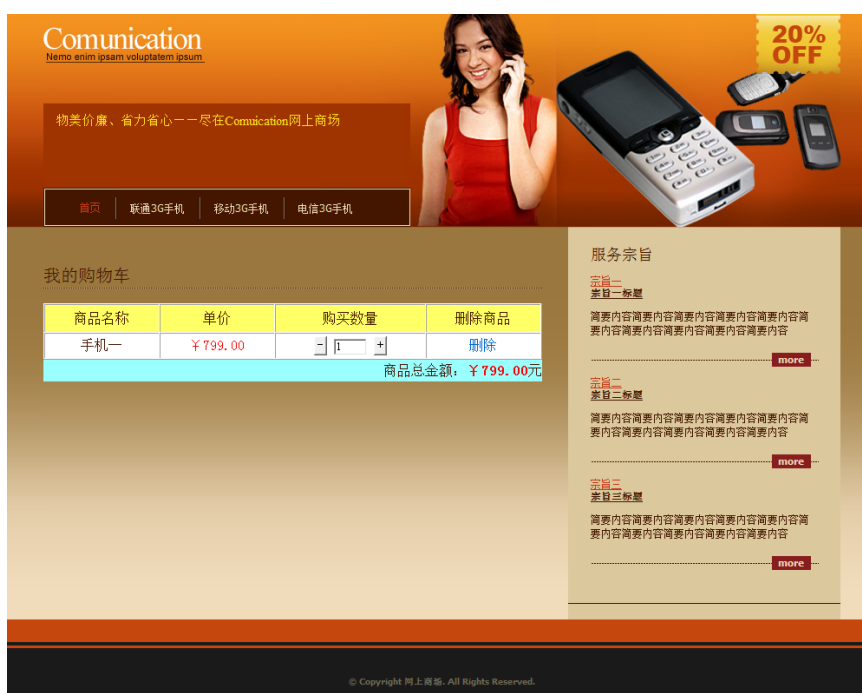 Comunication
Nemo enim ipsam voluptatem ipsum
20%
OFF
物美价廉、省力省心——尽在Comuication网上商场
首页 联通3G手机 移动3G手机 电信3G手机
我的购物车
商品名称 单价 购买数量 删除商品
手机一 ￥799.00 - 1 + 删除
商品总金额：￥799.00元
服务宗旨
宗旨一
宗旨一标题
简要内容简要内容简要内容简要内容简要内容简
要内容简要内容简要内容简要内容简要内容
more
宗旨二
宗旨二标题
简要内容简要内容简要内容简要内容简要内容简
要内容简要内容简要内容简要内容简要内容
more
宗旨三
宗旨三标题
简要内容简要内容简要内容简要内容简要内容简
要内容简要内容简要内容简要内容简要内容
more
© Copyright 网上商场. All Rights Reserved.